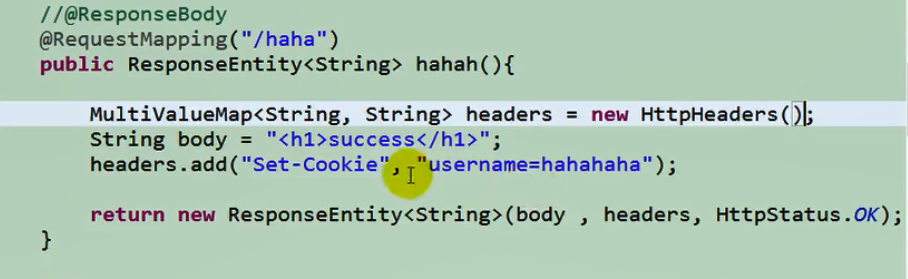 //@ResponseBody
@RequestMapping("/haha")
public ResponseEntity<String> hahah(){
MultiValueMap<String, String> headers = new HttpHeaders();
String body = "<h1>success</h1>";
headers.add("Set-Cookie", "username=hahahaha");
return new ResponseEntity<String>(body , headers, HttpStatus.OK);
}